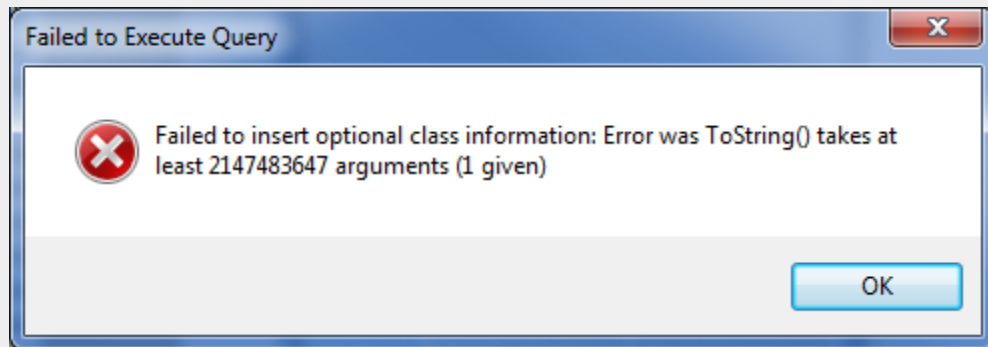 Failed to Execute Query
Failed to insert optional class information: Error was ToString() takes at
least 2147483647 arguments (1 given)
OK